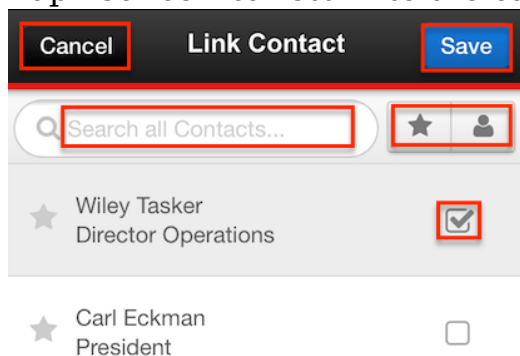 Cancel Link Contact Save
Search all Contacts...
Wiley Tasker
Director Operations
Carl Eckman
President